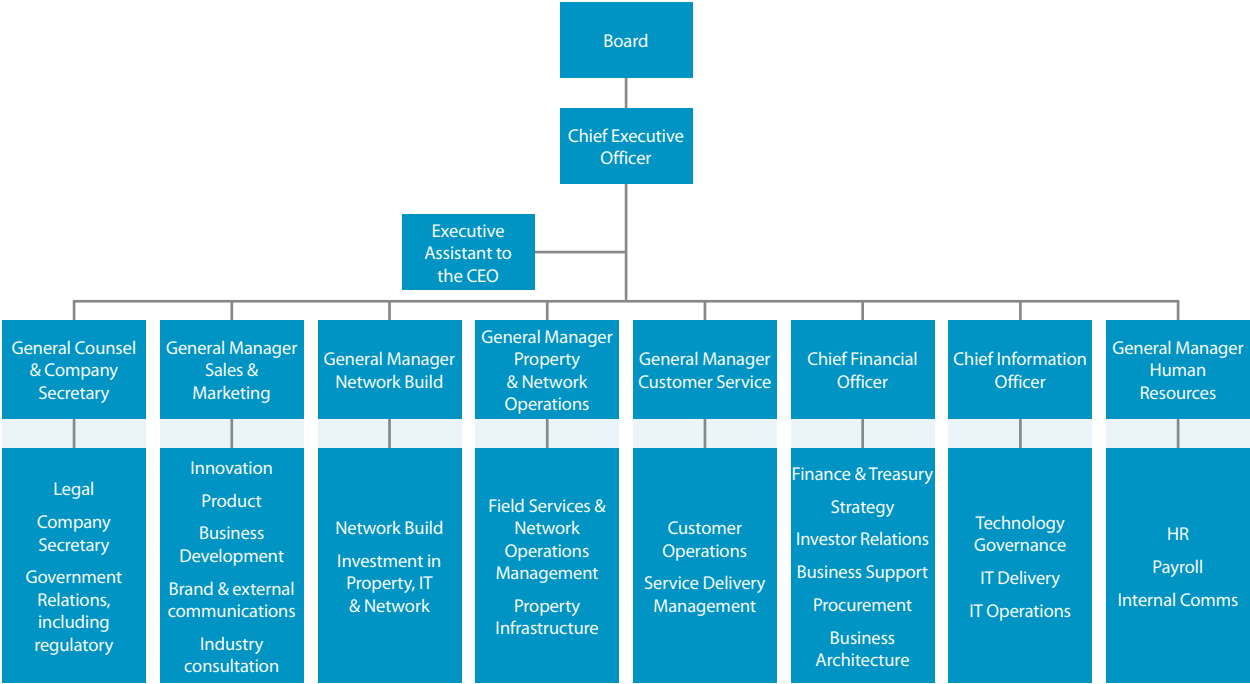 Board
Chief Executive
Officer
Executive
Assistant to
the CEO
General Counsel
& Company
Secretary
General Manager
Sales &
Marketing
General Manager
Network Build
General Manager
Property
& Network
Operations
General Manager
Customer Service
Chief Financial
Officer
Chief Information
Officer
General Manager
Human
Resources
Legal
Company
Secretary
Government
Relations,
including
regulatory
Innovation
Product
Business
Development
Brand & external
communications
Industry
consultation
Network Build
Investment in
Property, IT
& Network
Field Services &
Network
Operations
Management
Property
Infrastructure
Customer
Operations
Service Delivery
Management
Finance & Treasury
Strategy
Investor Relations
Business Support
Procurement
Business
Architecture
Technology
Governance
IT Delivery
IT Operations
HR
Payroll
Internal Comms